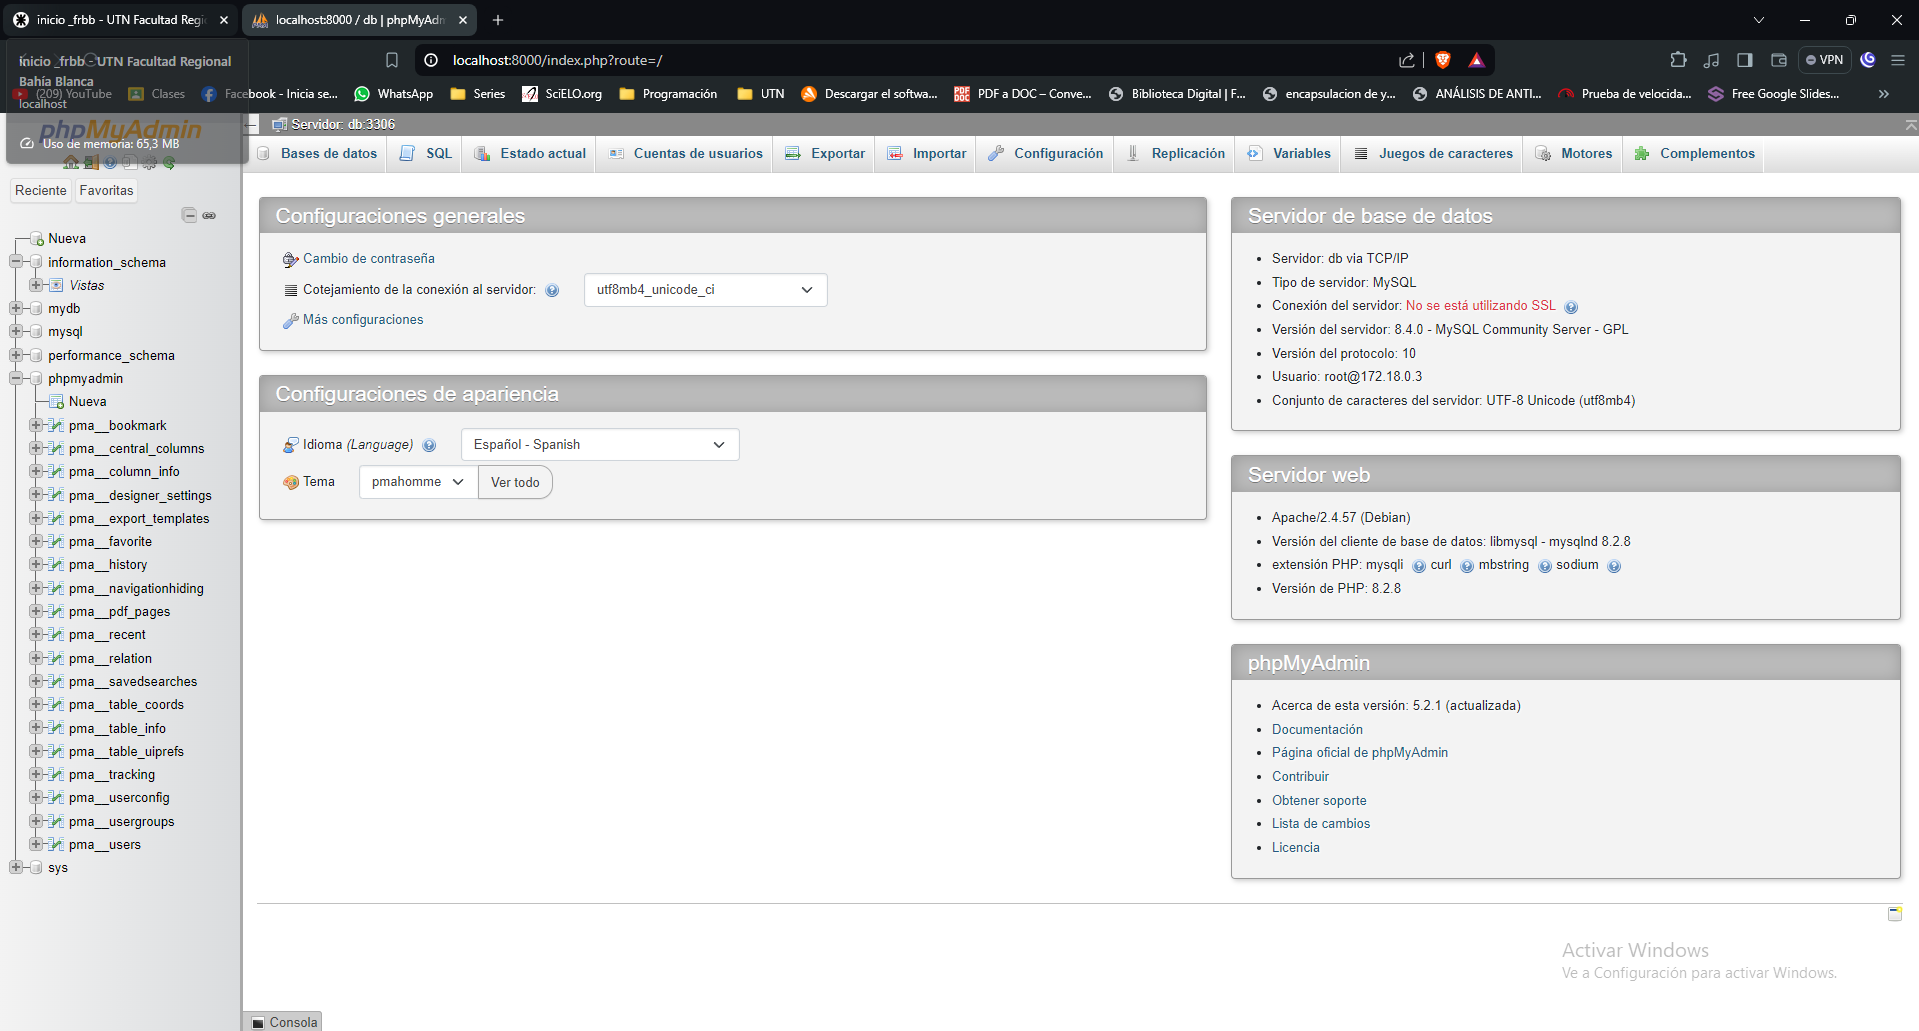 inicio _frbb - UTN Facultad Regio
localhost:8000 / db | phpMyAdm
inicio _frbb - UTN Facultad Regional
Bahía Blanca
localhost
Uso de memoria: 65,3 MB
localhost:8000/index.php?route=/
VPN
(209) YouTube
Clases
Facebook - Inicia se...
WhatsApp
Series
SciELO.org
Programación
UTN
Descargar el softwa...
PDF a DOC – Conve...
Biblioteca Digital | F...
encapsulacion de y...
ANÁLISIS DE ANTI...
Prueba de velocida...
Free Google Slides...
phpMyAdmin
Servidor: db:3306
Bases de datos
SQL
Estado actual
Cuentas de usuarios
Exportar
Importar
Configuración
Replicación
Variables
Juegos de caracteres
Motores
Complementos
Reciente
Favoritas
Nueva
information_schema
Vistas
mydb
mysql
performance_schema
phpmyadmin
Nueva
pma__bookmark
pma__central_columns
pma__column_info
pma__designer_settings
pma__export_templates
pma__favorite
pma__history
pma__navigationhiding
pma__pdf_pages
pma__recent
pma__relation
pma__savedsearches
pma__table_coords
pma__table_info
pma__table_uiprefs
pma__tracking
pma__userconfig
pma__usergroups
pma__users
sys
Configuraciones generales
Cambio de contraseña
Cotejamiento de la conexión al servidor:
utf8mb4_unicode_ci
Más configuraciones
Configuraciones de apariencia
Idioma (Language)
Español - Spanish
Tema
pmahomme
Ver todo
Servidor de base de datos
Servidor: db via TCP/IP
Tipo de servidor: MySQL
Conexión del servidor: No se está utilizando SSL
Versión del servidor: 8.4.0 - MySQL Community Server - GPL
Versión del protocolo: 10
Usuario: root@172.18.0.3
Conjunto de caracteres del servidor: UTF-8 Unicode (utf8mb4)
Servidor web
Apache/2.4.57 (Debian)
Versión del cliente de base de datos: libmysql - mysqlnd 8.2.8
extensión PHP: mysqli curl mbstring sodium
Versión de PHP: 8.2.8
phpMyAdmin
Acerca de esta versión: 5.2.1 (actualizada)
Documentación
Página oficial de phpMyAdmin
Contribuir
Obtener soporte
Lista de cambios
Licencia
Activar Windows
Ve a Configuración para activar Windows.
Consola